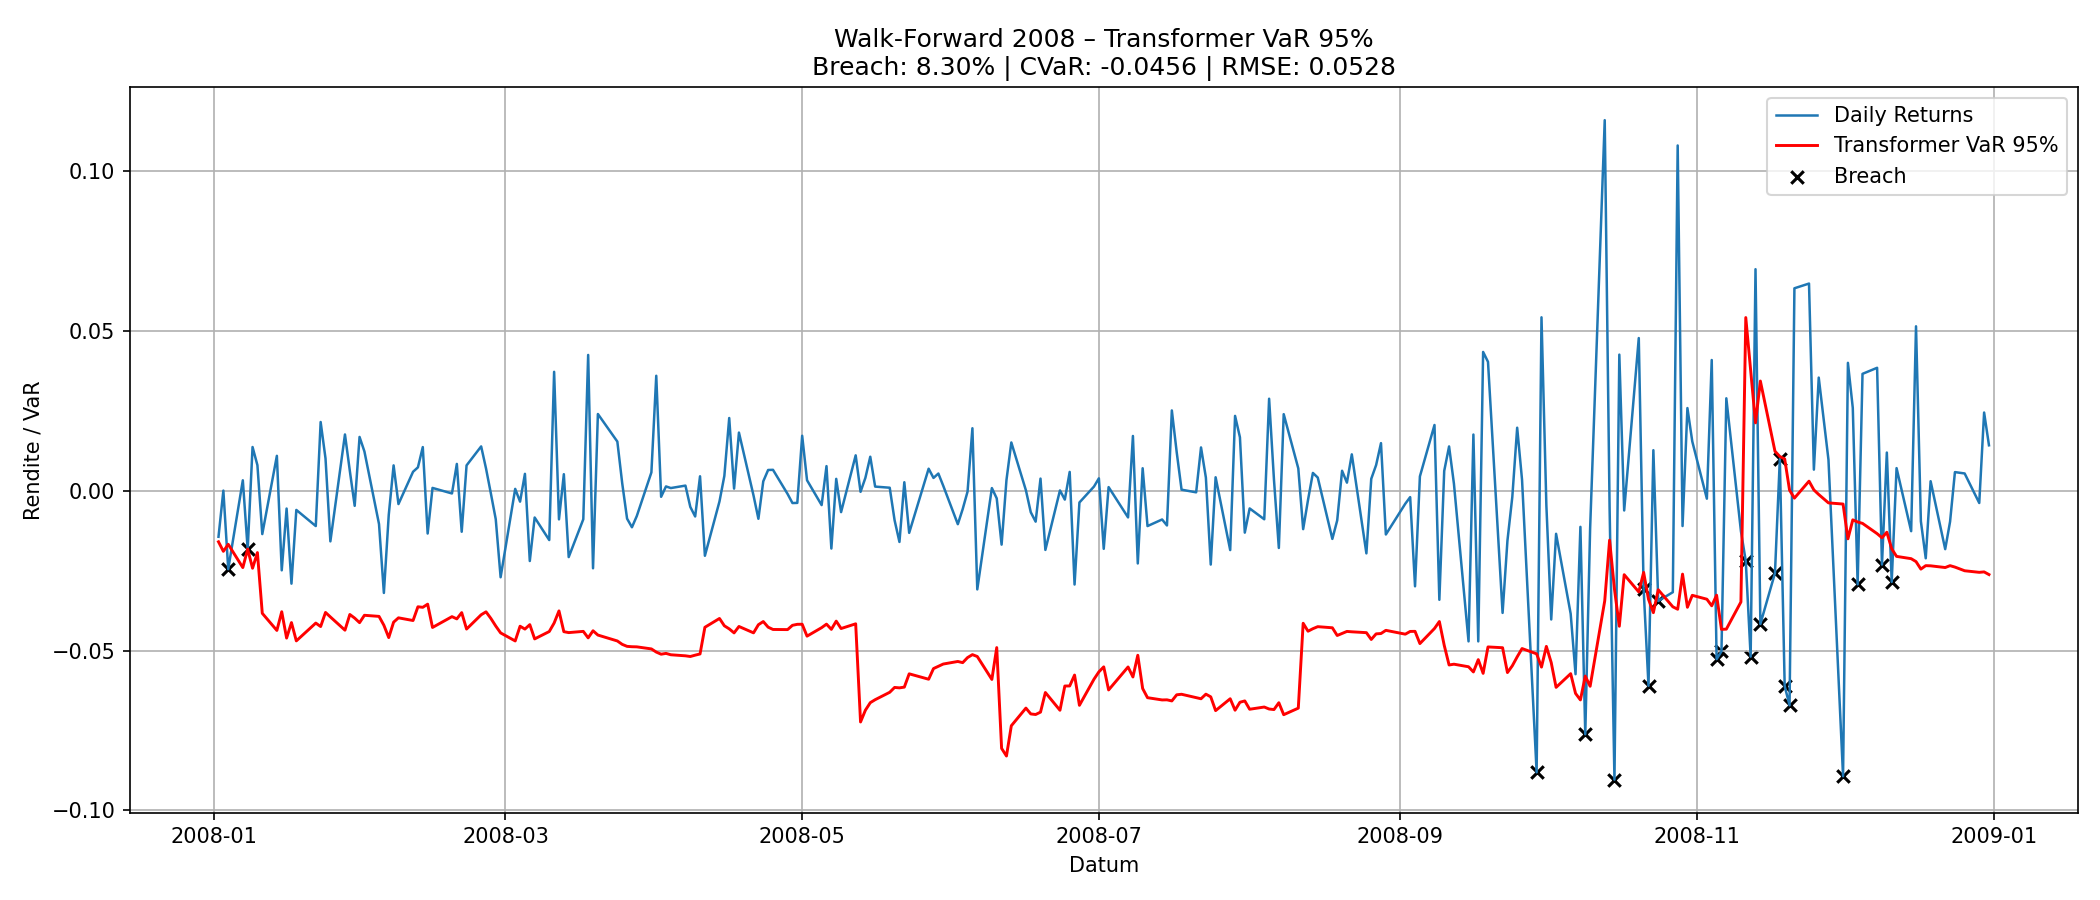 Walk-Forward 2008 – Transformer VaR 95%
Breach: 8.30% | CVaR: -0.0456 | RMSE: 0.0528
Daily Returns
Transformer VaR 95%
Breach
Rendite / VaR
0.10
0.05
0.00
−0.05
−0.10
2008-01
2008-03
2008-05
2008-07
2008-09
2008-11
2009-01
Datum